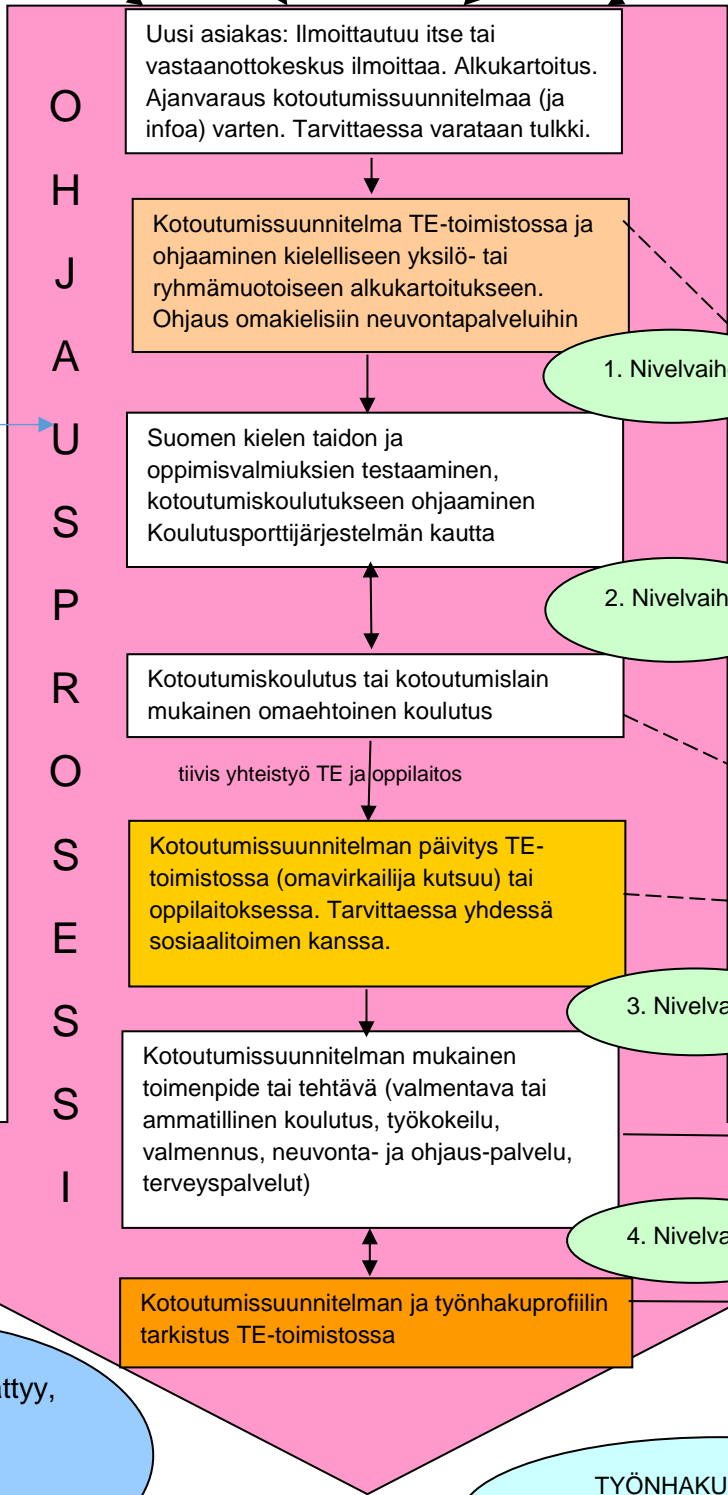 Uusi asiakas: Ilmoittautuu itse tai
vastaanottokeskus ilmoittaa. Alkukartoitus.
Ajanvaraus kotoutumissuunnitelmaa (ja
infoa) varten. Tarvittaessa varataan tulkki.
O
H
J
A
U
S
P
R
O
S
E
S
S
I
Kotoutumissuunnitelma TE-toimistossa ja
ohjaaminen kielelliseen yksilö- tai
ryhmämuotoiseen alkukartoitukseen.
Ohjaus omakielisiin neuvontapalveluihin
1. Nivelvaih
Suomen kielen taidon ja
oppimisvalmiuksien testaaminen,
kotoutumiskoulutukseen ohjaaminen
Koulutusporttijärjestelmän kautta
2. Nivelvaih
Kotoutumiskoulutus tai kotoutumislain
mukainen omaehtoinen koulutus
tiivis yhteistyö TE ja oppilaitos
Kotoutumissuunnitelman päivitys TE-
toimistossa (omavirkailija kutsuu) tai
oppilaitoksessa. Tarvittaessa yhdessä
sosiaalitoimen kanssa.
3. Nivelva
Kotoutumissuunnitelman mukainen
toimenpide tai tehtävä (valmentava tai
ammatillinen koulutus, työkokeilu,
valmennus, neuvonta- ja ohjaus-palvelu,
terveyspalvelut)
4. Nivelva
Kotoutumissuunnitelman ja työnhakuprofiilin
tarkistus TE-toimistossa
ttyy,
TYÖNHAKU